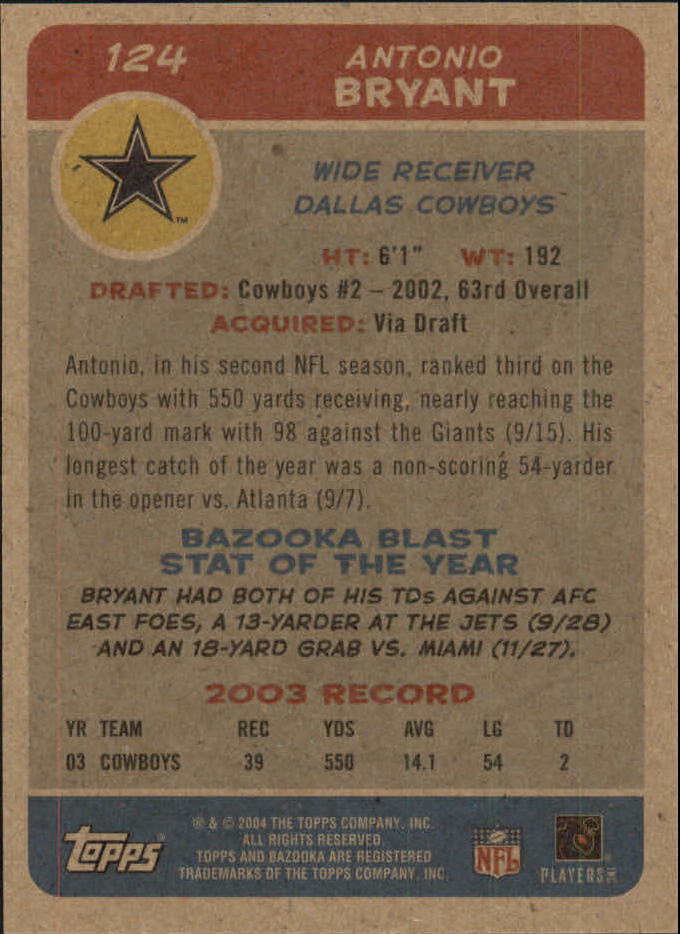 124
ANTONIO
BRYANT
WIDE RECEIVER
DALLAS COWBOYS
TM
HT: 6'1" WT: 192
DRAFTED: Cowboys #2 – 2002, 63rd Overall
ACQUIRED: Via Draft
Antonio, in his second NFL season, ranked third on the
Cowboys with 550 yards receiving, nearly reaching the
100-yard mark with 98 against the Giants (9/15). His
longest catch of the year was a non-scoring 54-yarder
in the opener vs. Atlanta (9/7).
BAZOOKA BLAST
STAT OF THE YEAR
BRYANT HAD BOTH OF HIS TDs AGAINST AFC
EAST FOES, A 13-YARDER AT THE JETS (9/28)
AND AN 18-YARD GRAB VS. MIAMI (11/27).
2003 RECORD
YR TEAM REC YDS AVG LG TD
03 COWBOYS 39 550 14.1 54 2
Topps®
® & © 2004 THE TOPPS COMPANY, INC.
ALL RIGHTS RESERVED
TOPPS AND BAZOOKA ARE REGISTERED
TRADEMARKS OF THE TOPPS COMPANY, INC.
NFL
PLAYERS